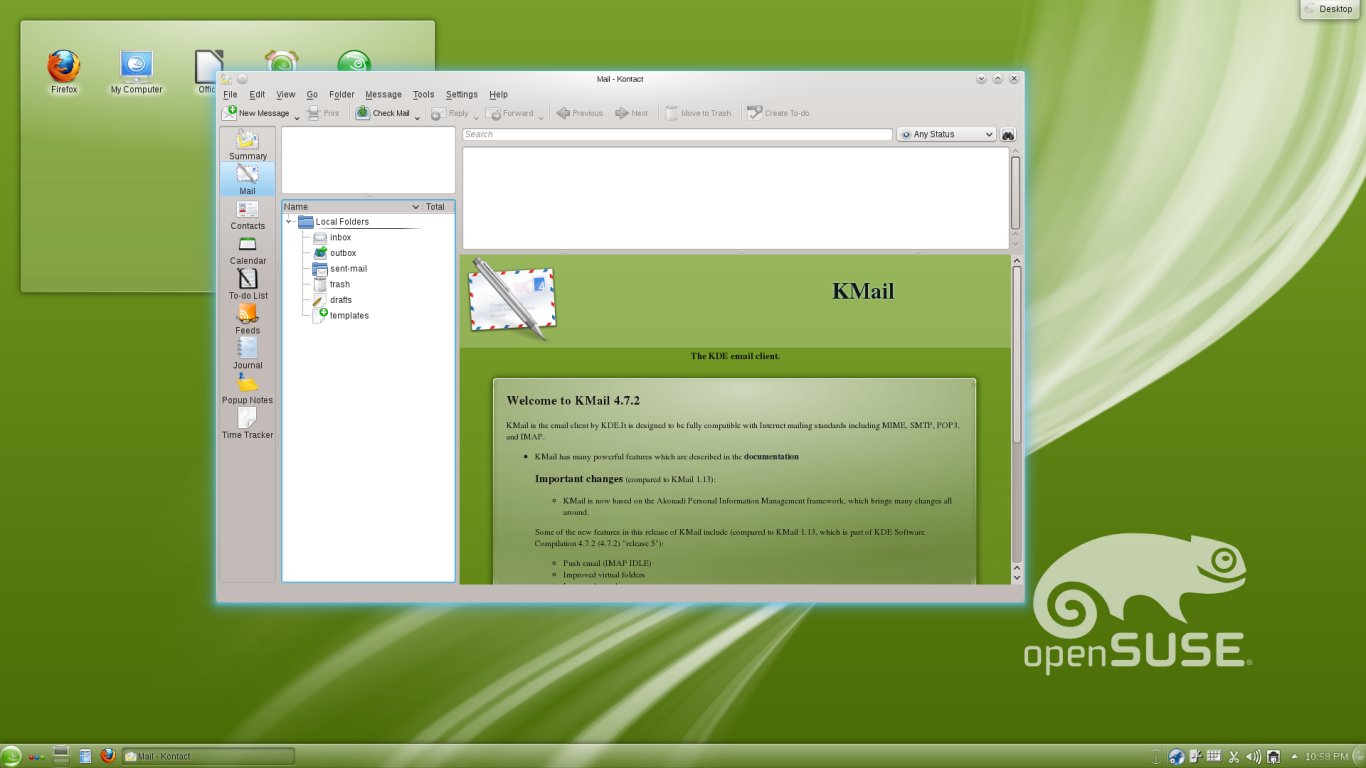 Desktop
Firefox
My Computer
Mail - Kontact
File Edit View Go Folder Message Tools Settings Help
New Message Print Check Mail Reply Forward Previous Next Move to Trash Create To-do
Search
Any Status
Summary
Mail
Contacts
Calendar
To-do List
Feeds
Journal
Popup Notes
Time Tracker
Name Total
Local Folders
inbox
outbox
sent-mail
trash
drafts
templates
KMail
The KDE email client.
Welcome to KMail 4.7.2
KMail is the email client by KDE.It is designed to be fully compatible with Internet mailing standards including MIME, SMTP, POP3,
and IMAP.
KMail has many powerful features which are described in the documentation
Important changes (compared to KMail 1.13):
KMail is now based on the Akonadi Personal Information Management framework, which brings many changes all
around.
Some of the new features in this release of KMail include (compared to KMail 1.13, which is part of KDE Software
Compilation 4.7.2 (4.7.2) "release 5"):
Push email (IMAP IDLE)
Improved virtual folders
openSUSE
Mail - Kontact
10:58 PM